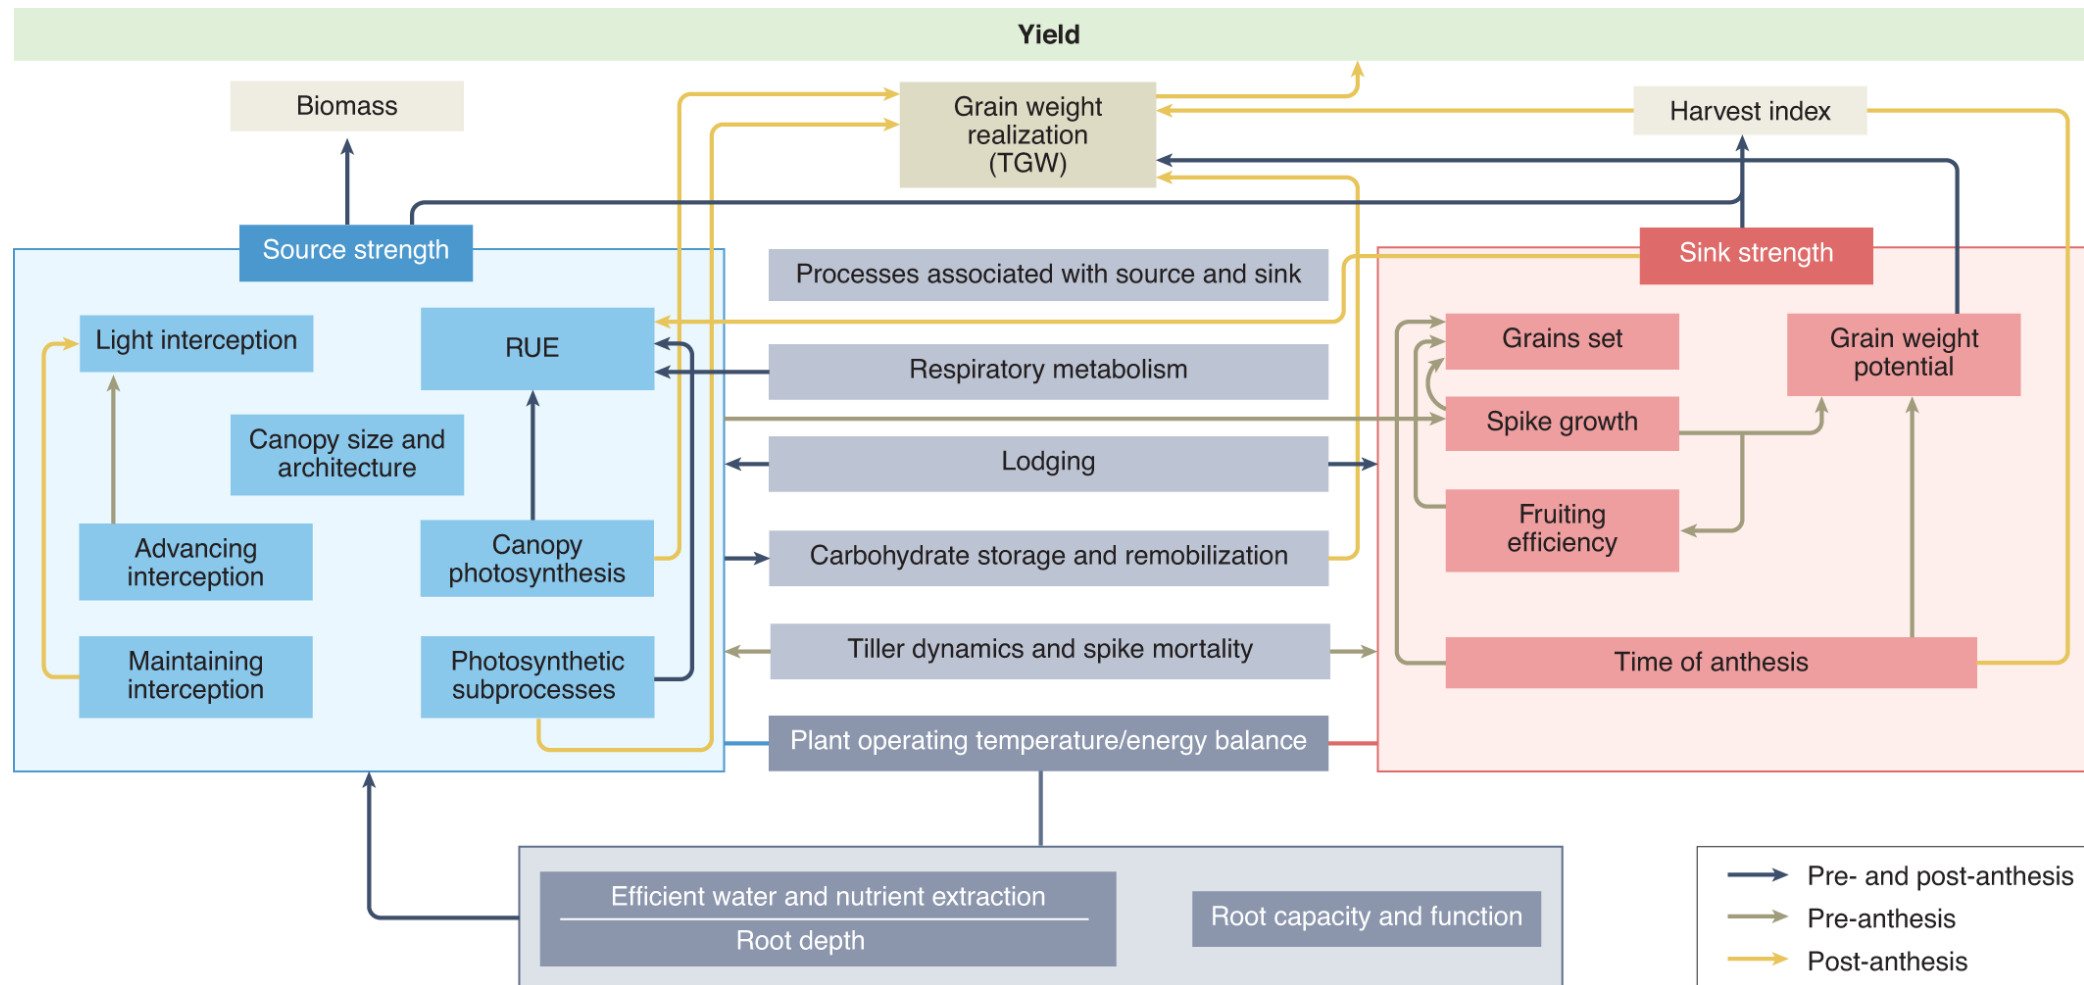 Yield
Biomass
Grain weight
realization
(TGW)
Harvest index
Source strength
Sink strength
Processes associated with source and sink
Light interception
RUE
Grains set
Grain weight
potential
Respiratory metabolism
Spike growth
Canopy size and
architecture
Lodging
Fruiting
efficiency
Advancing
interception
Canopy
photosynthesis
Carbohydrate storage and remobilization
Maintaining
interception
Photosynthetic
subprocesses
Tiller dynamics and spike mortality
Time of anthesis
Plant operating temperature/energy balance
Efficient water and nutrient extraction
Root depth
Root capacity and function
Pre- and post-anthesis
Pre-anthesis
Post-anthesis